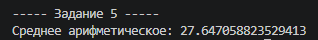 ----- Задание 5 -----
Среднее арифметическое: 27.647058823529413